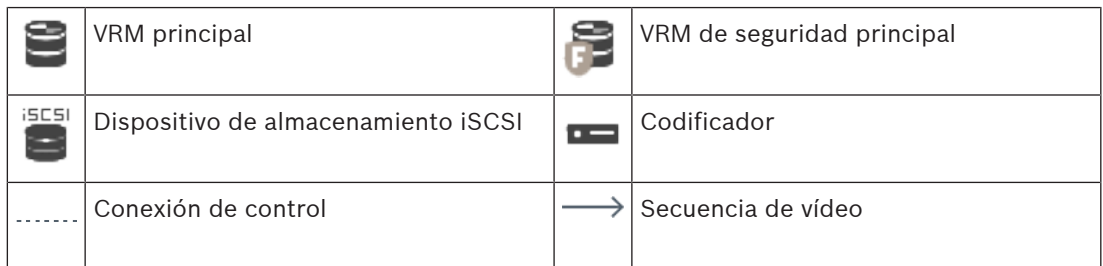 VRM principal
F
VRM de seguridad principal
iSCSI
Dispositivo de almacenamiento iSCSI
Codificador
Conexión de control
Secuencia de vídeo